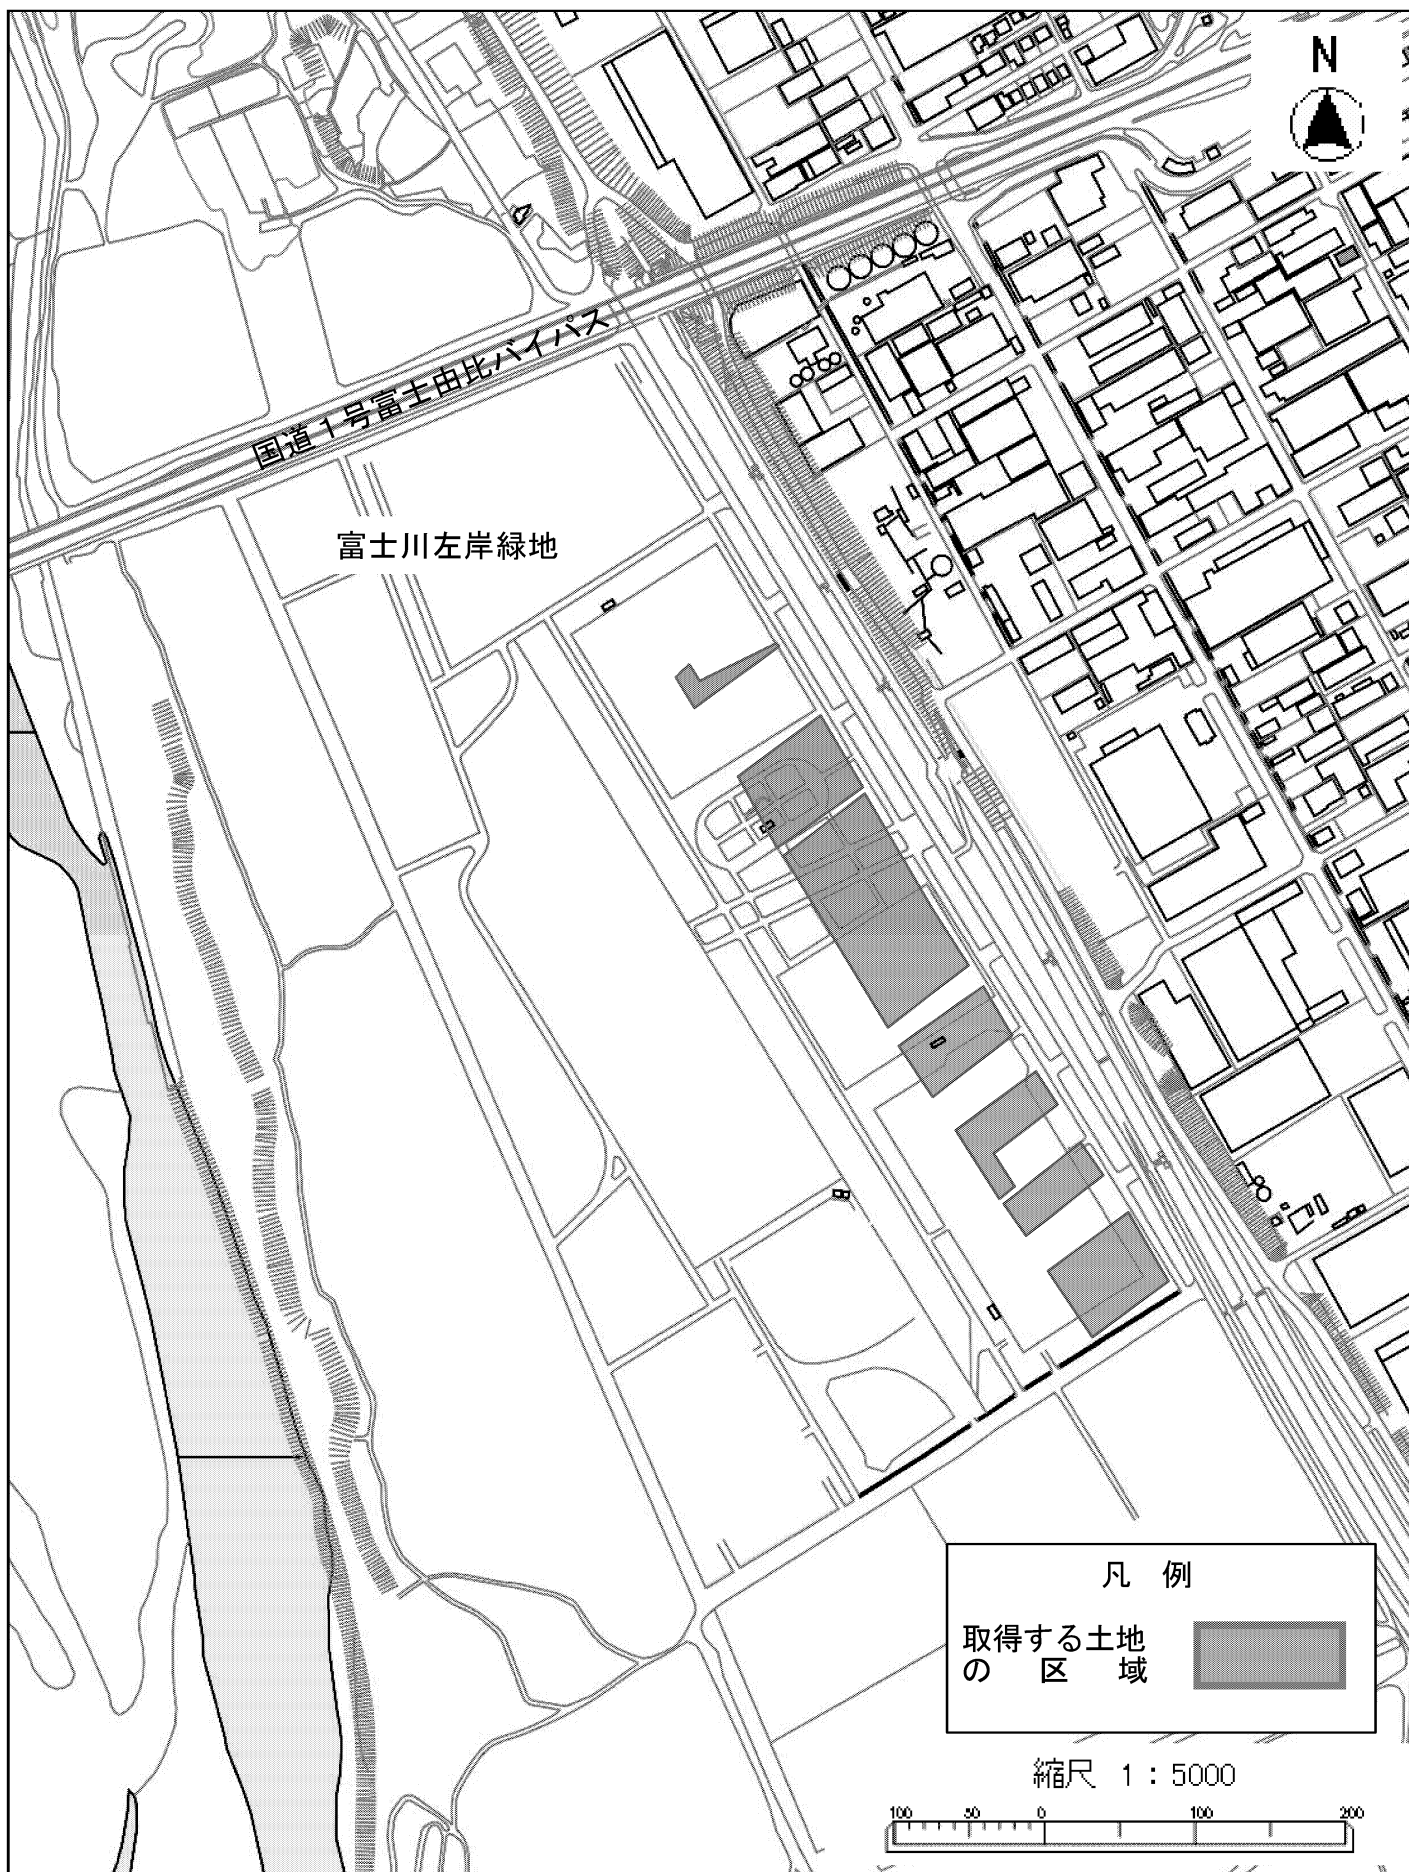 N
国道1号富士由比バイパス
富士川左岸緑地
凡 例
取得する土地
の 区 域
縮尺 1：5000
100 50 0 100 200